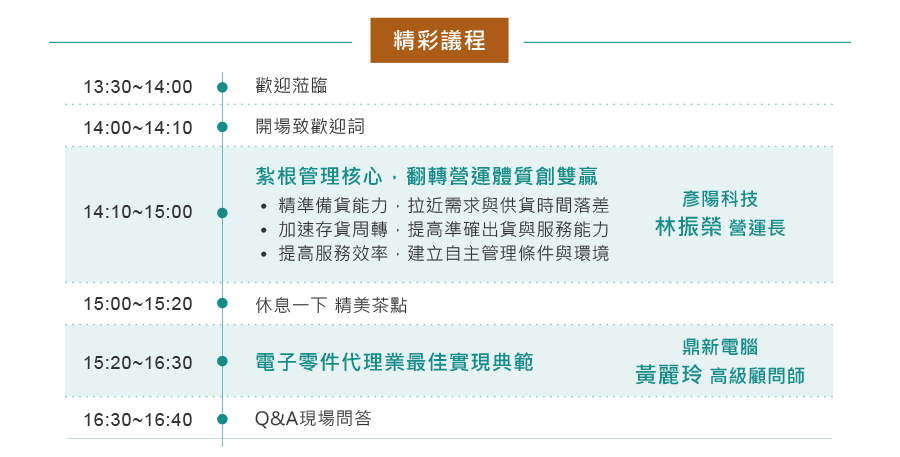 精彩議程
13:30~14:00 歡迎蒞臨
14:00~14:10 開場致歡迎詞
紮根管理核心，翻轉營運體質創雙贏
• 精準備貨能力，拉近需求與供貨時間落差
14:10~15:00
• 加速存貨周轉，提高準確出貨與服務能力
• 提高服務效率，建立自主管理條件與環境
彥陽科技
林振榮 營運長
15:00~15:20 休息一下 精美茶點
15:20~16:30 電子零件代理業最佳實現典範
鼎新電腦
黃麗玲 高級顧問師
16:30~16:40 Q&A現場問答